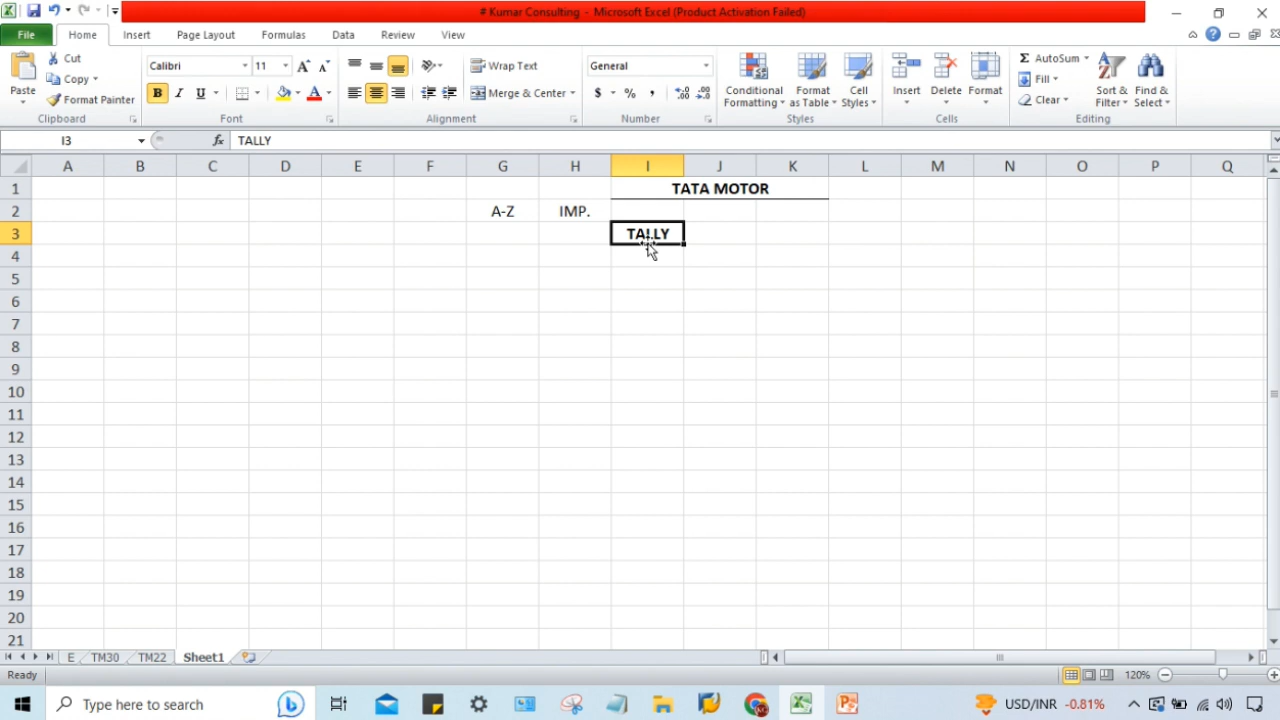 # Kumar Consulting - Microsoft Excel (Product Activation Failed)
File Home Insert Page Layout Formulas Data Review View
Paste Cut Copy Format Painter Clipboard
Calibri 11 A A B I U A Font
Wrap Text Merge & Center Alignment
General $ % , Number
Conditional Formatting Format as Table Cell Styles Styles
Insert Delete Format Cells
Σ AutoSum Fill Clear Sort & Filter Find & Select Editing
I3 fx TALLY
A B C D E F G H I J K L M N O P Q
1 TATA MOTOR
2 A-Z IMP.
3 TALLY
4
5
6
7
8
9
10
11
12
13
14
15
16
17
18
19
20
21
E TM30 TM22 Sheet1
Ready 120%
Type here to search USD/INR -0.81%